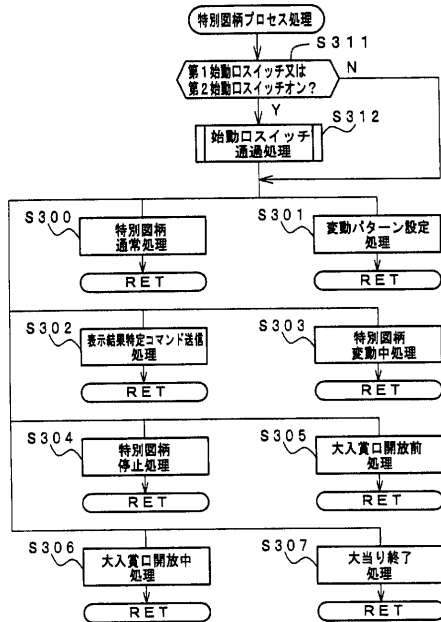 特別図柄プロセス処理
S311
第1始動口スイッチ又は
第2始動口スイッチオン?
N
Y
S312
始動口スイッチ
通過処理
S300
特別図柄
通常処理
RET
S301
変動パターン設定
処理
RET
S302
表示結果特定コマンド送信
処理
RET
S303
特別図柄
変動中処理
RET
S304
特別図柄
停止処理
RET
S305
大入賞口開放前
処理
RET
S306
大入賞口開放中
処理
RET
S307
大当り終了
処理
RET